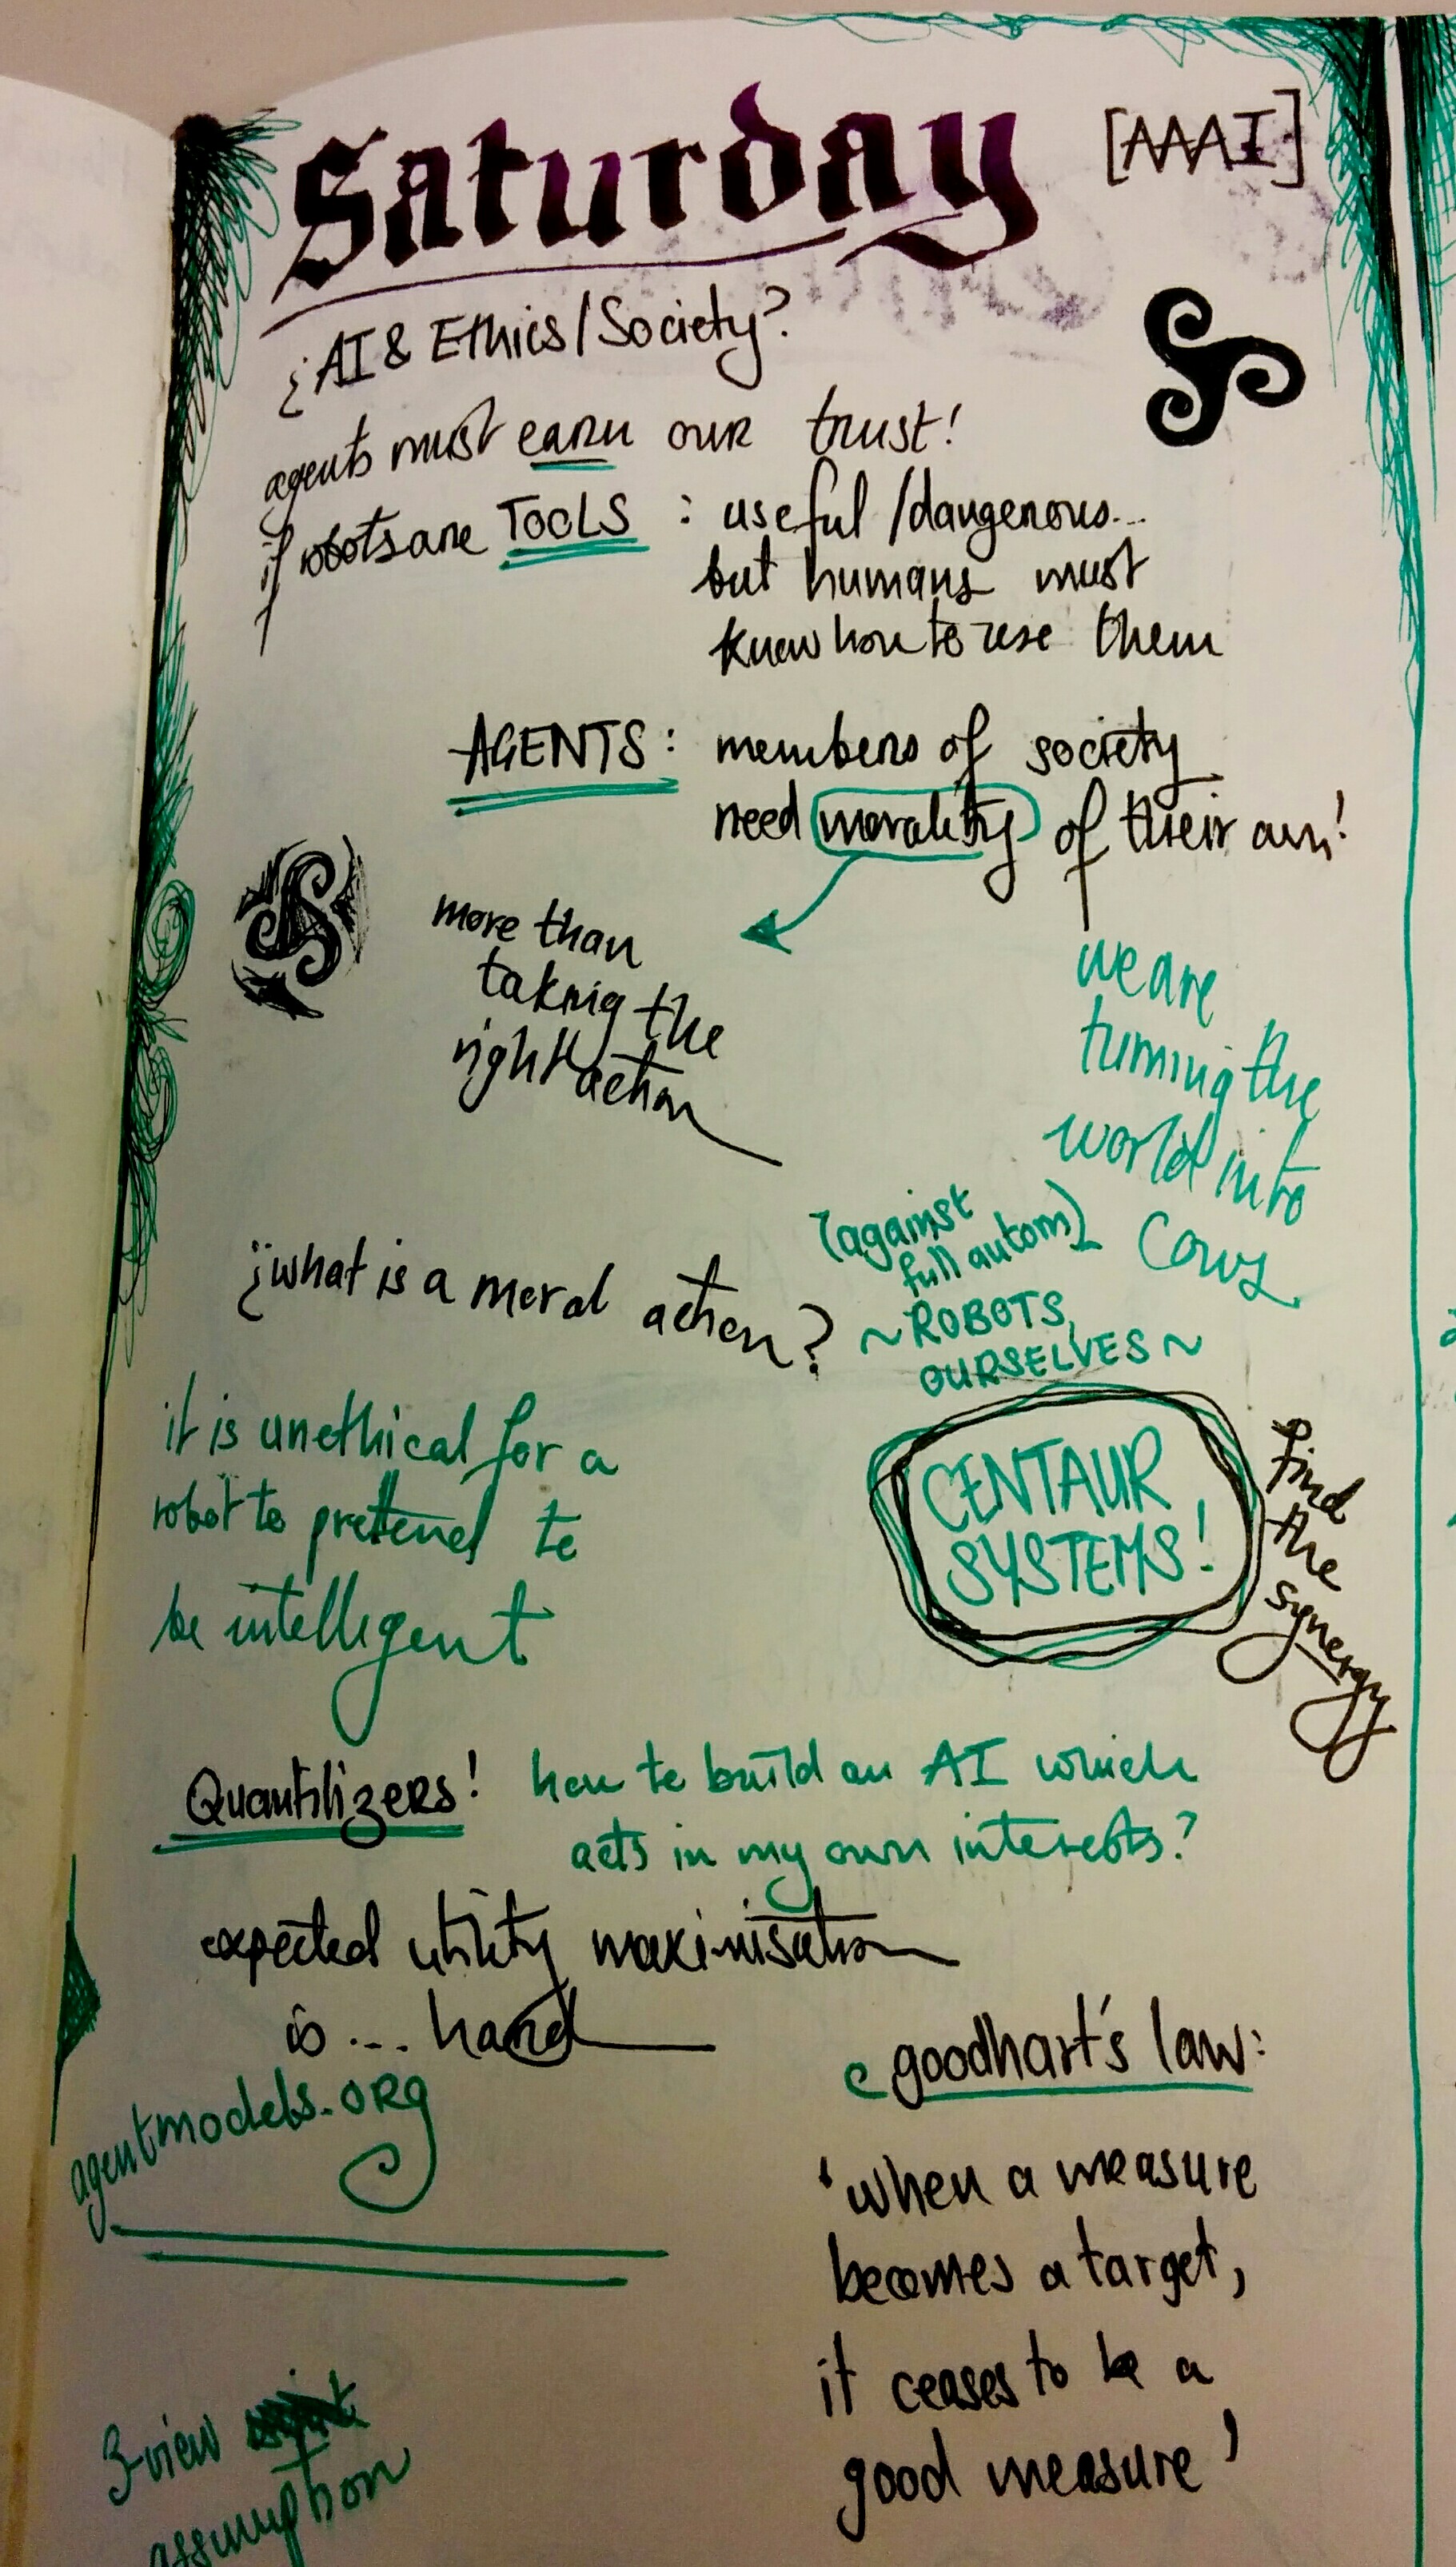 Saturday
[AAAI]
¿AI & Ethics/Society?
agents must earn our trust!
if robots are TOOLS : useful/dangerous...
but humans must
know how to use them
AGENTS: members of society
need morality of their own!
more than
taking the
right action
we are
turning the
world into
Cows
¿what is a moral action?
(against
full autom)
~ROBOTS,
OURSELVES~
it is unethical for a
robot to pretend to
be intelligent
CENTAUR
SYSTEMS!
find
the
synergy
Quantilizers! how to build an AI which
acts in my own interests?
expected utility maximisation
is ... hard
agentmodels.org
goodhart's law:
'when a measure
becomes a target,
it ceases to be a
good measure'
3-view
assumption